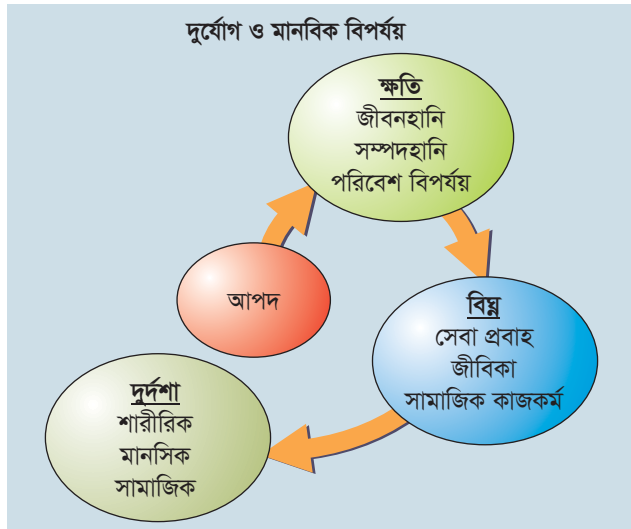 দুর্যোগ ও মানবিক বিপর্যয়
ক্ষতি
জীবনহানি
সম্পদহানি
পরিবেশ বিপর্যয়
আপদ
বিঘ্ন
সেবা প্রবাহ
জীবিকা
সামাজিক কাজকর্ম
দুর্দশা
শারীরিক
মানসিক
সামাজিক